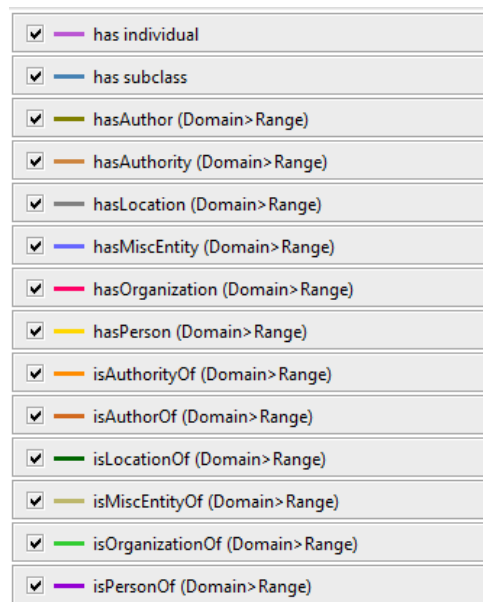 has individual
has subclass
hasAuthor (Domain>Range)
hasAuthority (Domain>Range)
hasLocation (Domain>Range)
hasMiscEntity (Domain>Range)
hasOrganization (Domain>Range)
hasPerson (Domain>Range)
isAuthorityOf (Domain>Range)
isAuthorOf (Domain>Range)
isLocationOf (Domain>Range)
isMiscEntityOf (Domain>Range)
isOrganizationOf (Domain>Range)
isPersonOf (Domain>Range)